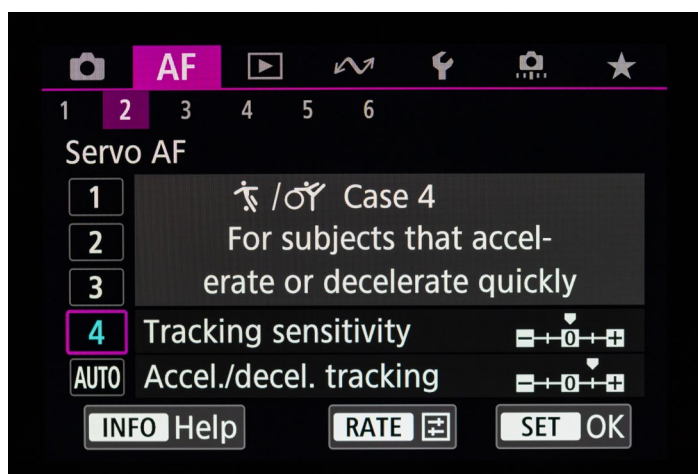 AF
1 2 3 4 5 6
Servo AF
1
2
3
4
AUTO
/ Case 4
For subjects that accel-
erate or decelerate quickly
Tracking sensitivity -0+
Accel./decel. tracking -0+
INFO Help RATE SET OK